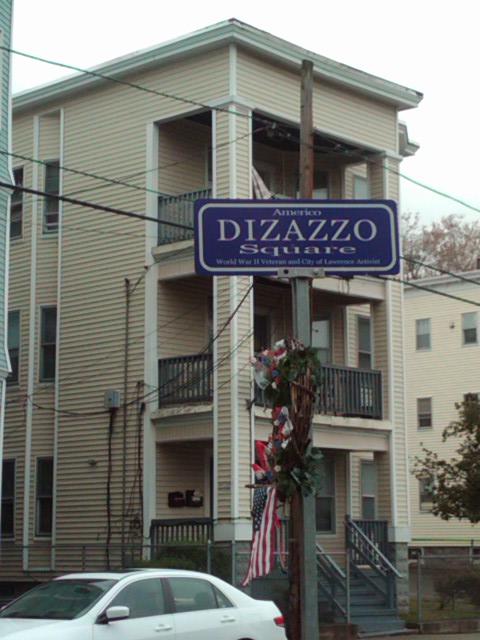 Americo
DIZAZZO
Square
World War II Veteran and City of Lawrence Activist